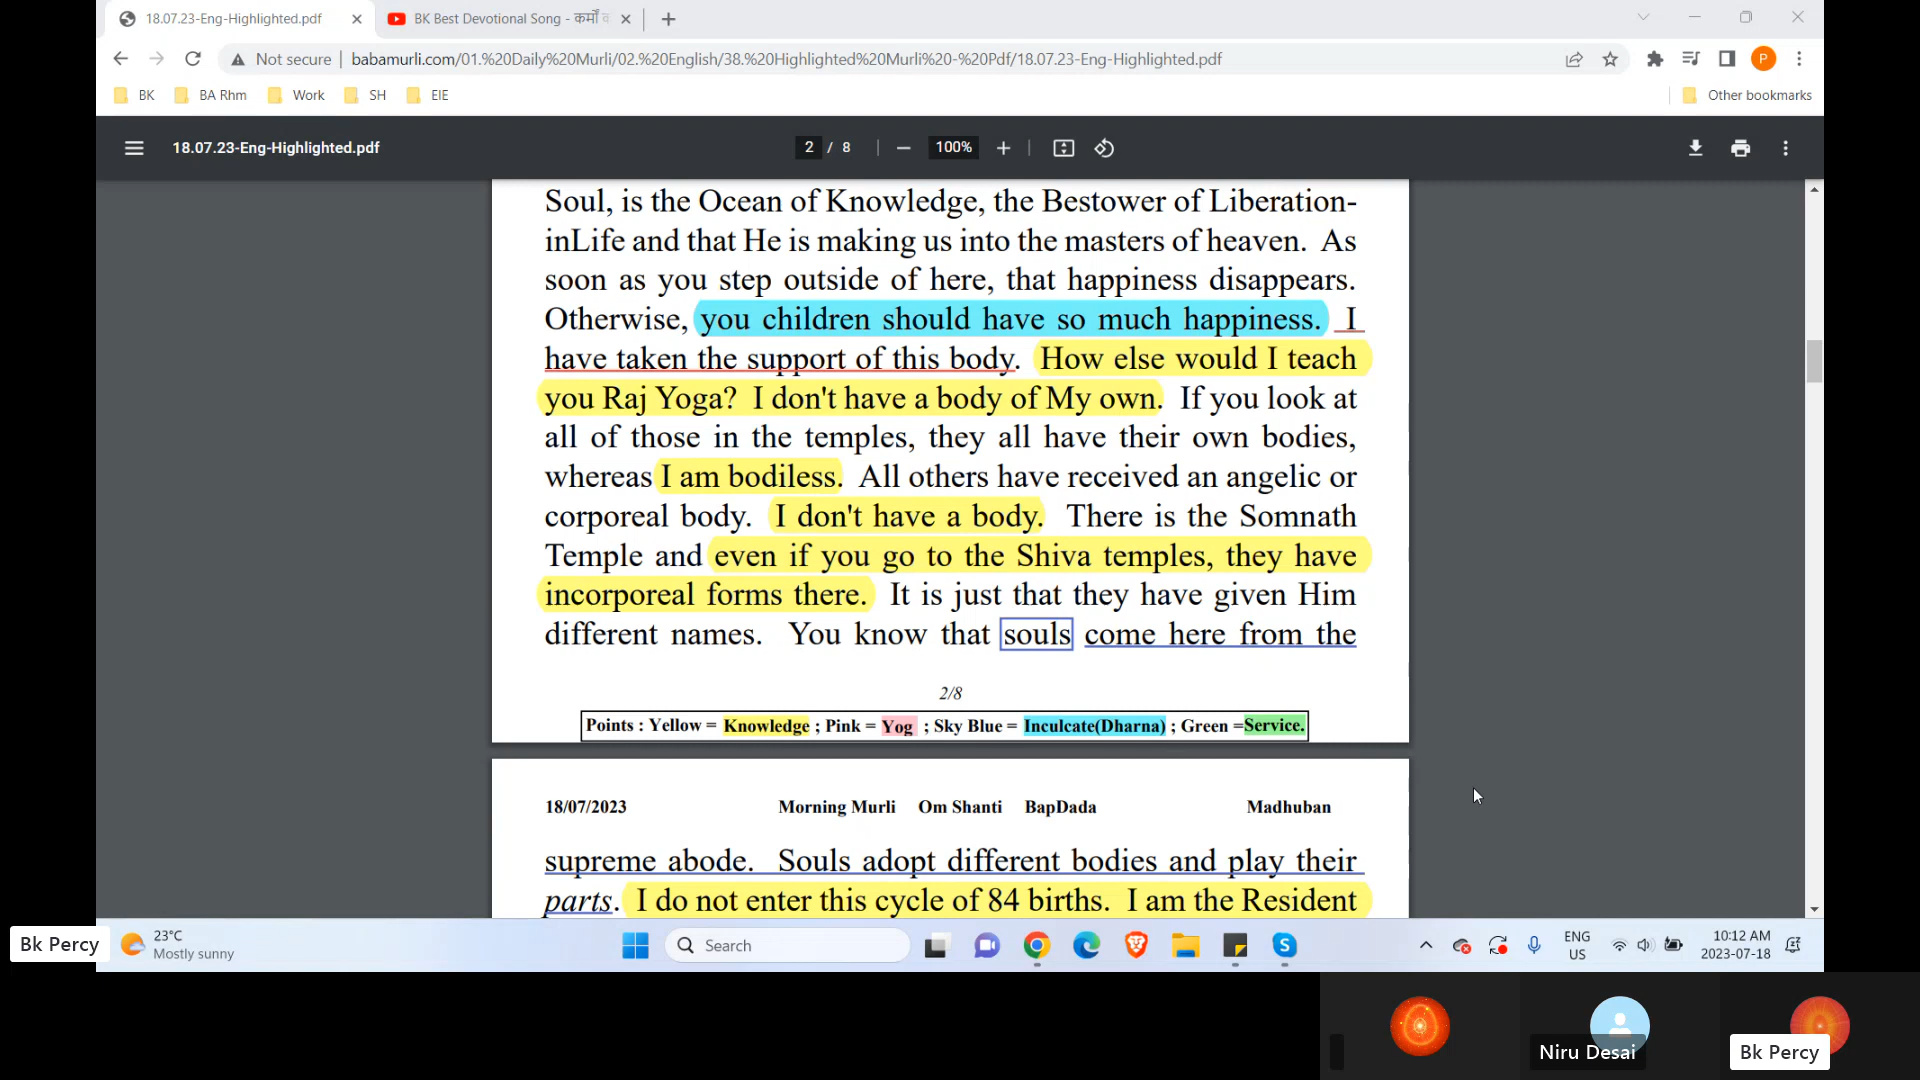 18.07.23-Eng-Highlighted.pdf
BK Best Devotional Song - कर्मों
Not secure
babamurli.com/01.%20Daily%20Murli/02.%20English/38.%20Highlighted%20Murli%20-%20Pdf/18.07.23-Eng-Highlighted.pdf
P
BK BA Rhm Work SH EIE Other bookmarks
18.07.23-Eng-Highlighted.pdf 2 / 8 100%
Soul, is the Ocean of Knowledge, the Bestower of Liberation-
inLife and that He is making us into the masters of heaven. As
soon as you step outside of here, that happiness disappears.
Otherwise, you children should have so much happiness. I
have taken the support of this body. How else would I teach
you Raj Yoga? I don't have a body of My own. If you look at
all of those in the temples, they all have their own bodies,
whereas I am bodiless. All others have received an angelic or
corporeal body. I don't have a body. There is the Somnath
Temple and even if you go to the Shiva temples, they have
incorporeal forms there. It is just that they have given Him
different names. You know that souls come here from the
2/8
Points : Yellow = Knowledge ; Pink = Yog ; Sky Blue = Inculcate(Dharna) ; Green =Service.
18/07/2023 Morning Murli Om Shanti BapDada Madhuban
supreme abode. Souls adopt different bodies and play their
parts. I do not enter this cycle of 84 births. I am the Resident
Bk Percy
23°C
Mostly sunny
Search
ENG
US
10:12 AM
2023-07-18
Niru Desai
Bk Percy